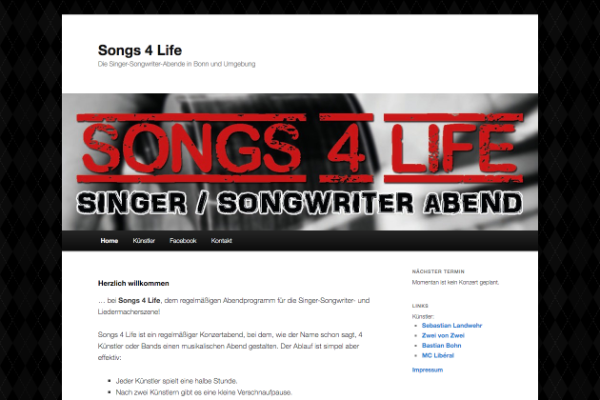 Songs 4 Life
Die Singer-Songwriter-Abende in Bonn und Umgebung
SONGS 4 LIFE
SINGER / SONGWRITER ABEND
Home Künstler Facebook Kontakt
Herzlich willkommen
… bei Songs 4 Life, dem regelmäßigen Abendprogramm für die Singer-Songwriter- und
Liedermacherszene!
Songs 4 Life ist ein regelmäßiger Konzertabend, bei dem, wie der Name schon sagt, 4
Künstler oder Bands einen musikalischen Abend gestalten. Der Ablauf ist simpel aber
effektiv:
Jeder Künstler spielt eine halbe Stunde.
Nach zwei Künstlern gibt es eine kleine Verschnaufpause.
NÄCHSTER TERMIN
Momentan ist kein Konzert geplant.
LINKS
Künstler:
Sebastian Landwehr
Zwei von Zwei
Bastian Bohn
MC Libéral
Impressum